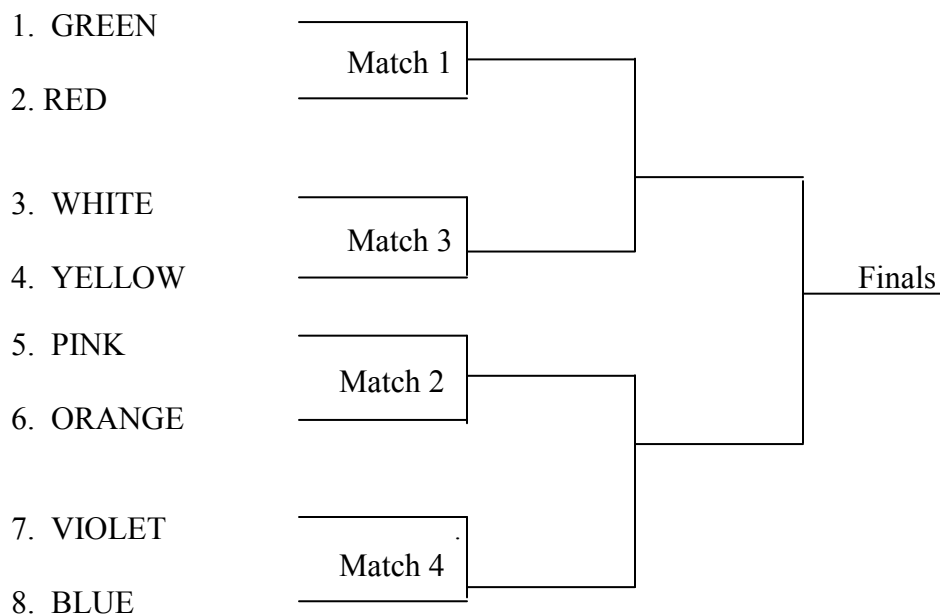 1. GREEN
Match 1
2. RED
3. WHITE
Match 3
4. YELLOW
Finals
5. PINK
Match 2
6. ORANGE
7. VIOLET
Match 4
8. BLUE